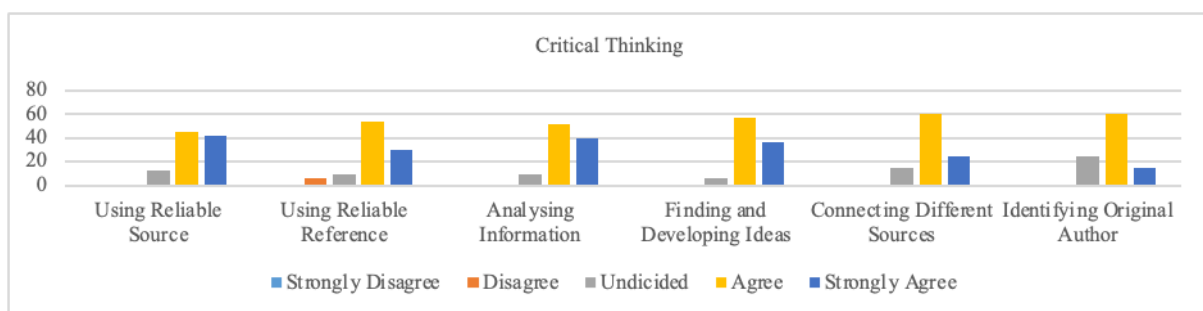 Critical Thinking
80
60
40
20
0
Using Reliable Source
Using Reliable Reference
Analysing Information
Finding and Developing Ideas
Connecting Different Sources
Identifying Original Author
Strongly Disagree
Disagree
Undicided
Agree
Strongly Agree